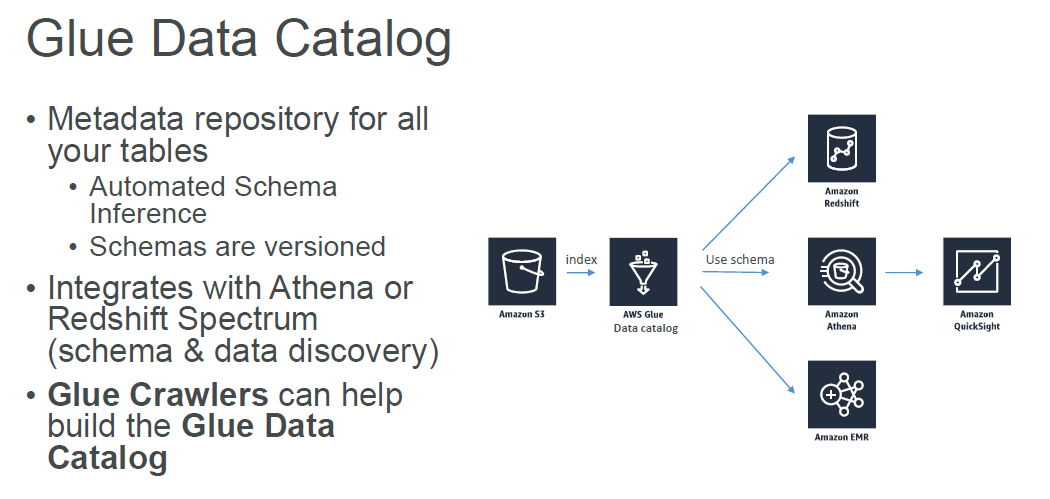 Glue Data Catalog
• Metadata repository for all
your tables
• Automated Schema
Inference
• Schemas are versioned
• Integrates with Athena or
Redshift Spectrum
(schema & data discovery)
• Glue Crawlers can help
build the Glue Data
Catalog
Amazon S3
index
AWS Glue
Data catalog
Use schema
Amazon
Redshift
Amazon
Athena
Amazon
QuickSight
Amazon EMR